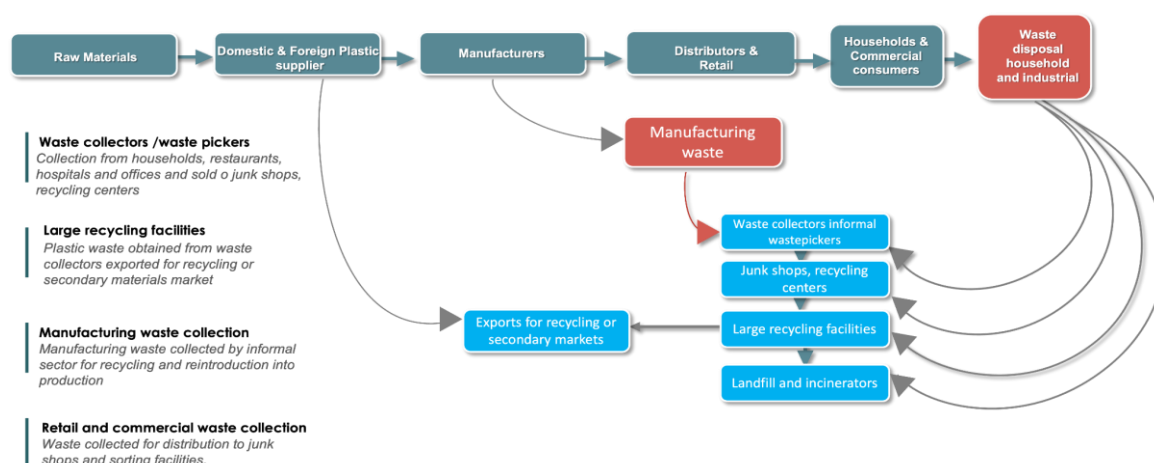 Raw Materials
Domestic & Foreign Plastic
supplier
Manufacturers
Distributors &
Retail
Households &
Commercial
consumers
Waste
disposal
household
and industrial
Manufacturing
waste
Waste collectors /waste pickers
Collection from households, restaurants,
hospitals and offices and sold o junk shops,
recycling centers
Large recycling facilities
Plastic waste obtained from waste
collectors exported for recycling or
secondary materials market
Manufacturing waste collection
Manufacturing waste collected by informal
sector for recycling and reintroduction into
production
Retail and commercial waste collection
Waste collected for distribution to junk
shops and sorting facilities.
Waste collectors informal
wastepickers
Junk shops, recycling
centers
Large recycling facilities
Landfill and incinerators
Exports for recycling or
secondary markets